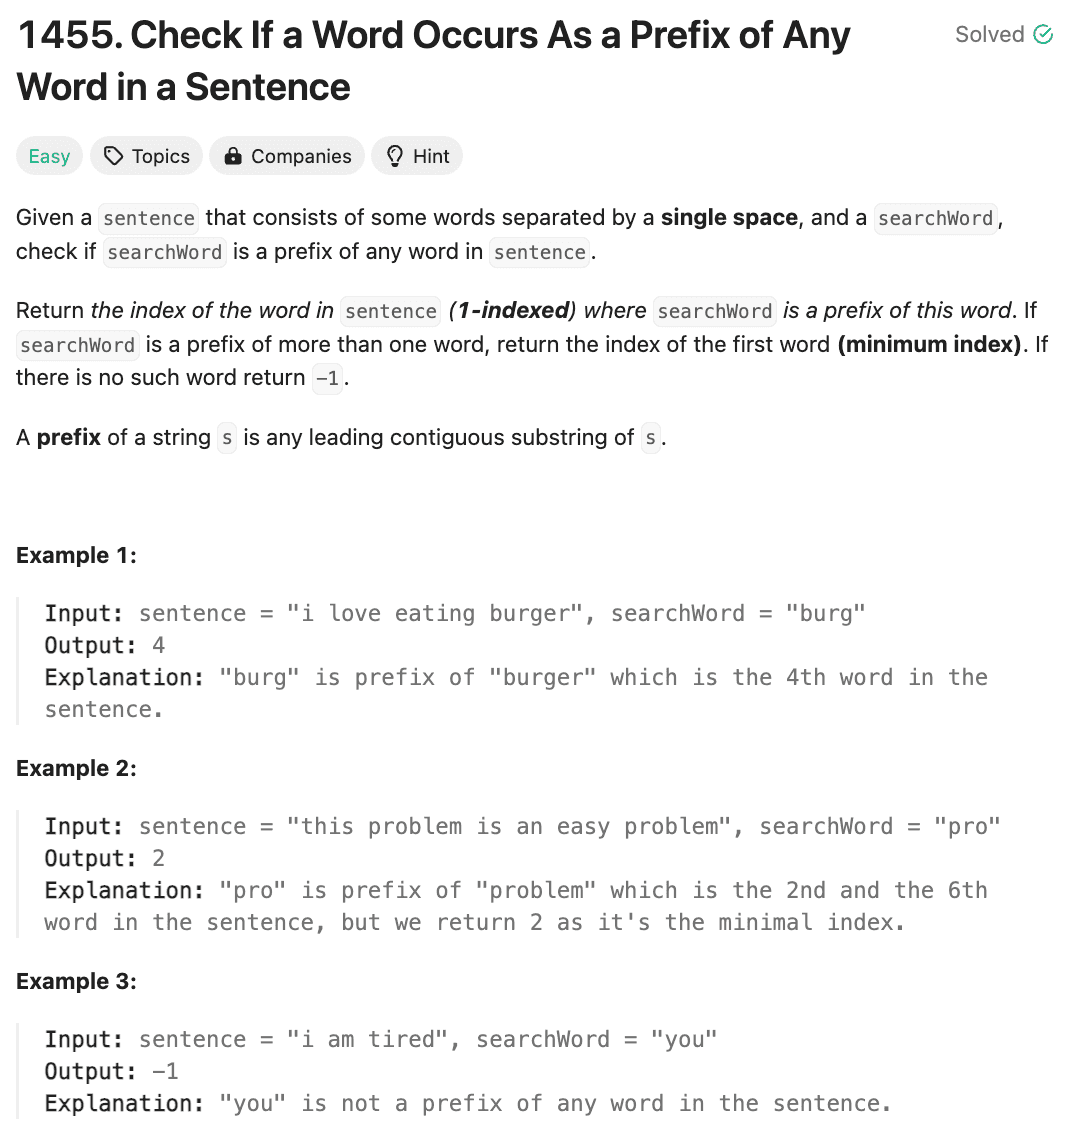 1455. Check If a Word Occurs As a Prefix of Any
Solved
Word in a Sentence
Easy Topics Companies Hint
Given a sentence that consists of some words separated by a single space, and a searchWord,
check if searchWord is a prefix of any word in sentence.
Return the index of the word in sentence (1-indexed) where searchWord is a prefix of this word. If
searchWord is a prefix of more than one word, return the index of the first word (minimum index). If
there is no such word return -1.
A prefix of a string s is any leading contiguous substring of s.
Example 1:
Input: sentence = "i love eating burger", searchWord = "burg"
Output: 4
Explanation: "burg" is prefix of "burger" which is the 4th word in the
sentence.
Example 2:
Input: sentence = "this problem is an easy problem", searchWord = "pro"
Output: 2
Explanation: "pro" is prefix of "problem" which is the 2nd and the 6th
word in the sentence, but we return 2 as it's the minimal index.
Example 3:
Input: sentence = "i am tired", searchWord = "you"
Output: -1
Explanation: "you" is not a prefix of any word in the sentence.